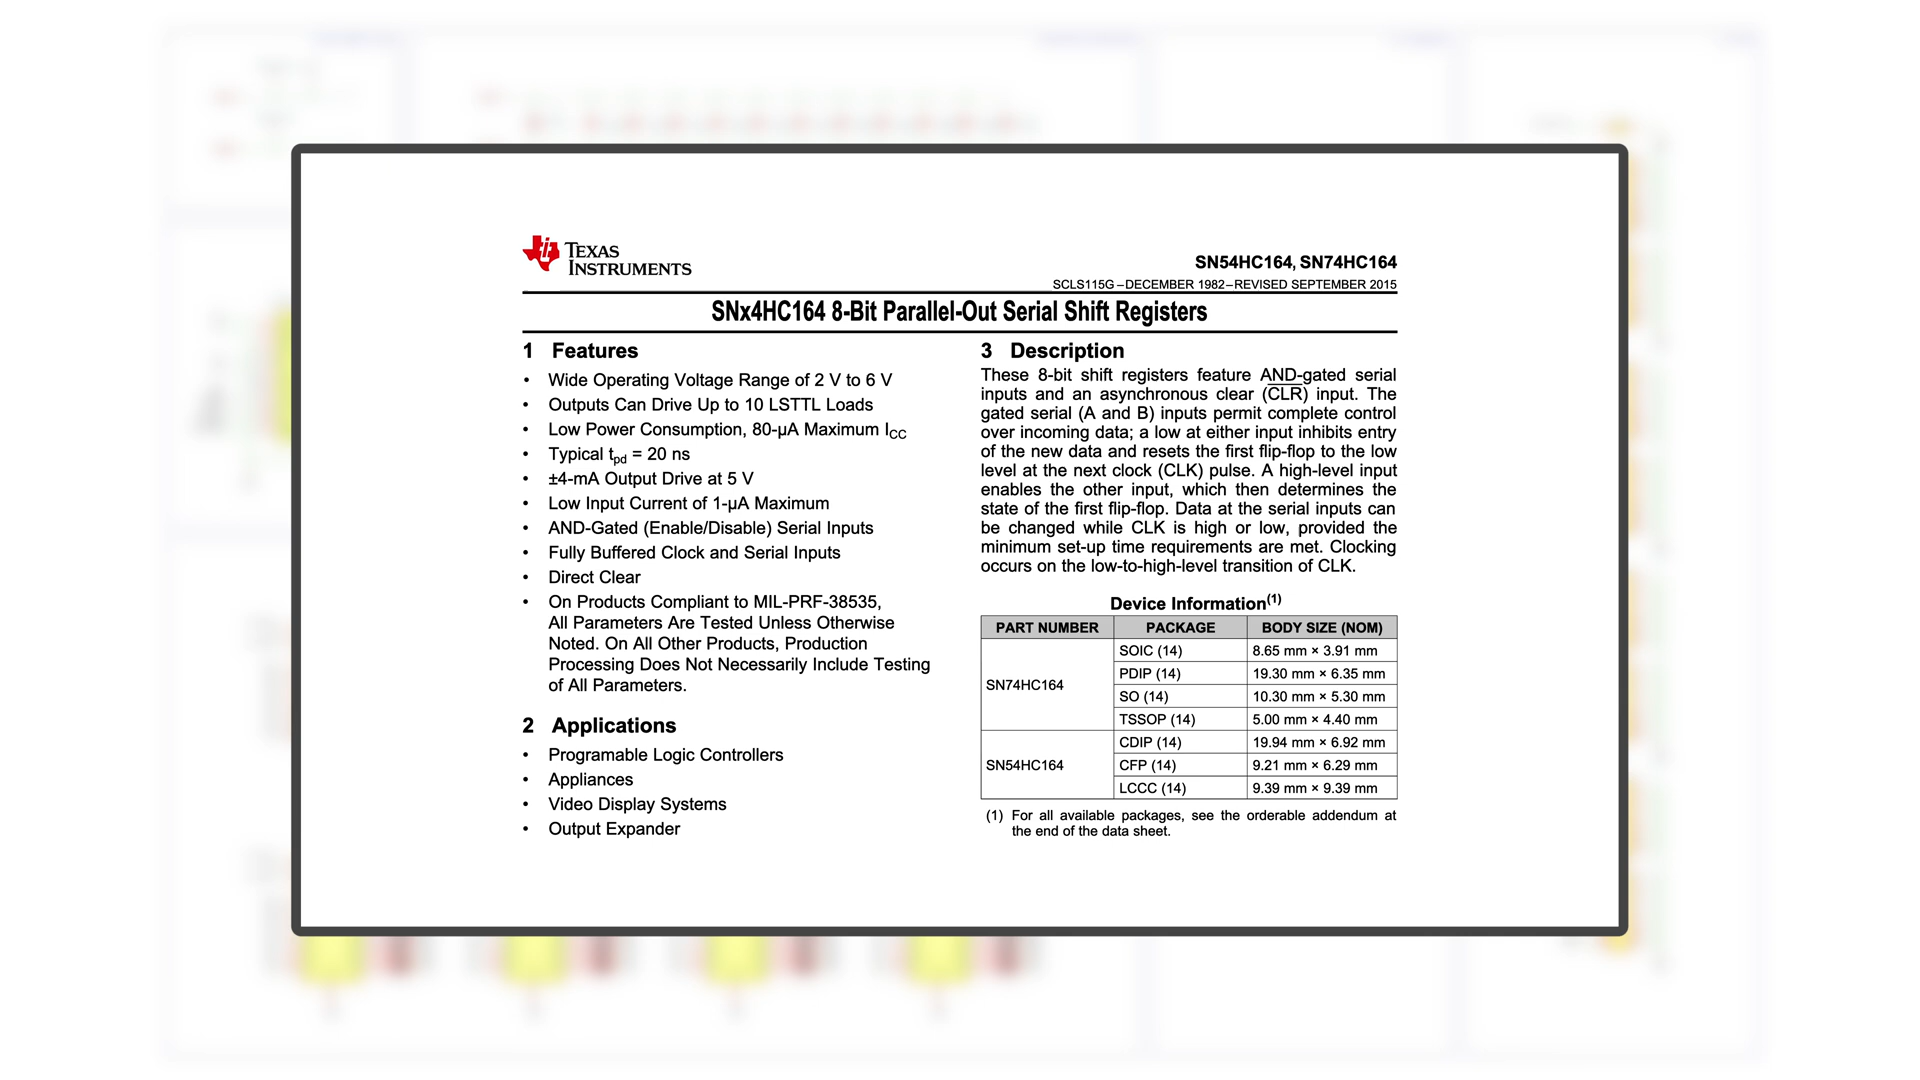 TEXAS
INSTRUMENTS
SN54HC164, SN74HC164
SCLS115G – DECEMBER 1982 – REVISED SEPTEMBER 2015
SNx4HC164 8-Bit Parallel-Out Serial Shift Registers
1 Features
• Wide Operating Voltage Range of 2 V to 6 V
• Outputs Can Drive Up to 10 LSTTL Loads
• Low Power Consumption, 80-μA Maximum ICC
• Typical tpd = 20 ns
• ±4-mA Output Drive at 5 V
• Low Input Current of 1-μA Maximum
• AND-Gated (Enable/Disable) Serial Inputs
• Fully Buffered Clock and Serial Inputs
• Direct Clear
• On Products Compliant to MIL-PRF-38535,
All Parameters Are Tested Unless Otherwise
Noted. On All Other Products, Production
Processing Does Not Necessarily Include Testing
of All Parameters.
2 Applications
• Programable Logic Controllers
• Appliances
• Video Display Systems
• Output Expander
3 Description
These 8-bit shift registers feature AND-gated serial
inputs and an asynchronous clear (CLR) input. The
gated serial (A and B) inputs permit complete control
over incoming data; a low at either input inhibits entry
of the new data and resets the first flip-flop to the low
level at the next clock (CLK) pulse. A high-level input
enables the other input, which then determines the
state of the first flip-flop. Data at the serial inputs can
be changed while CLK is high or low, provided the
minimum set-up time requirements are met. Clocking
occurs on the low-to-high-level transition of CLK.
Device Information(1)
PART NUMBER PACKAGE BODY SIZE (NOM)
SN74HC164
SOIC (14) 8.65 mm × 3.91 mm
PDIP (14) 19.30 mm × 6.35 mm
SO (14) 10.30 mm × 5.30 mm
TSSOP (14) 5.00 mm × 4.40 mm
SN54HC164
CDIP (14) 19.94 mm × 6.92 mm
CFP (14) 9.21 mm × 6.29 mm
LCCC (14) 9.39 mm × 9.39 mm
(1) For all available packages, see the orderable addendum at
the end of the data sheet.